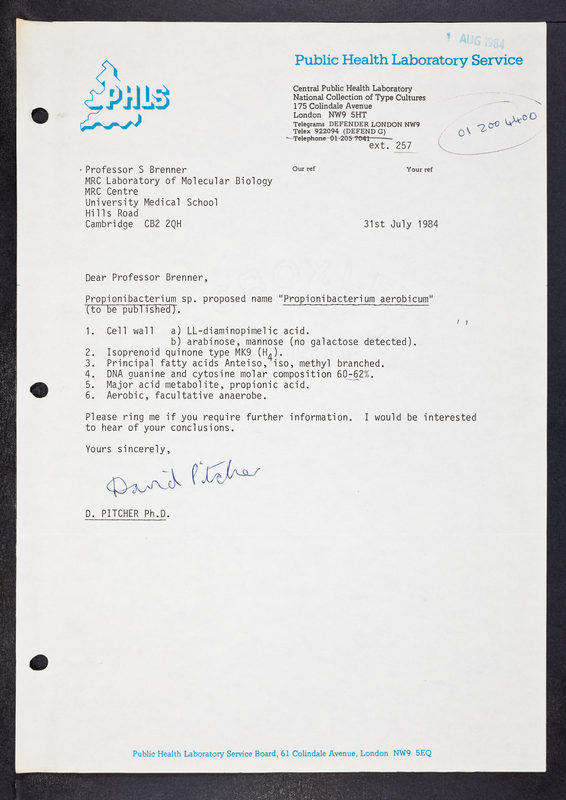 1 AUG 1984
PHLS
Public Health Laboratory Service
Central Public Health Laboratory
National Collection of Type Cultures
175 Colindale Avenue
London NW9 5HT
Telegrams DEFENDER LONDON NW9
Telex 922094 (DEFEND G)
Telephone 01-205 7041
ext. 257
01 200 4400
Our ref
Your ref
Professor S Brenner
MRC Laboratory of Molecular Biology
MRC Centre
University Medical School
Hills Road
Cambridge CB2 2QH
31st July 1984
Dear Professor Brenner,
Propionibacterium sp. proposed name "Propionibacterium aerobicum"
(to be published).
1. Cell wall a) LL-diaminopimelic acid.
b) arabinose, mannose (no galactose detected).
2. Isoprenoid quinone type MK9 (H4).
3. Principal fatty acids Anteiso, iso, methyl branched.
4. DNA guanine and cytosine molar composition 60-62%.
5. Major acid metabolite, propionic acid.
6. Aerobic, facultative anaerobe.
Please ring me if you require further information. I would be interested
to hear of your conclusions.
Yours sincerely,
David Pitcher
D. PITCHER Ph.D.
Public Health Laboratory Service Board, 61 Colindale Avenue, London NW9 5EQ